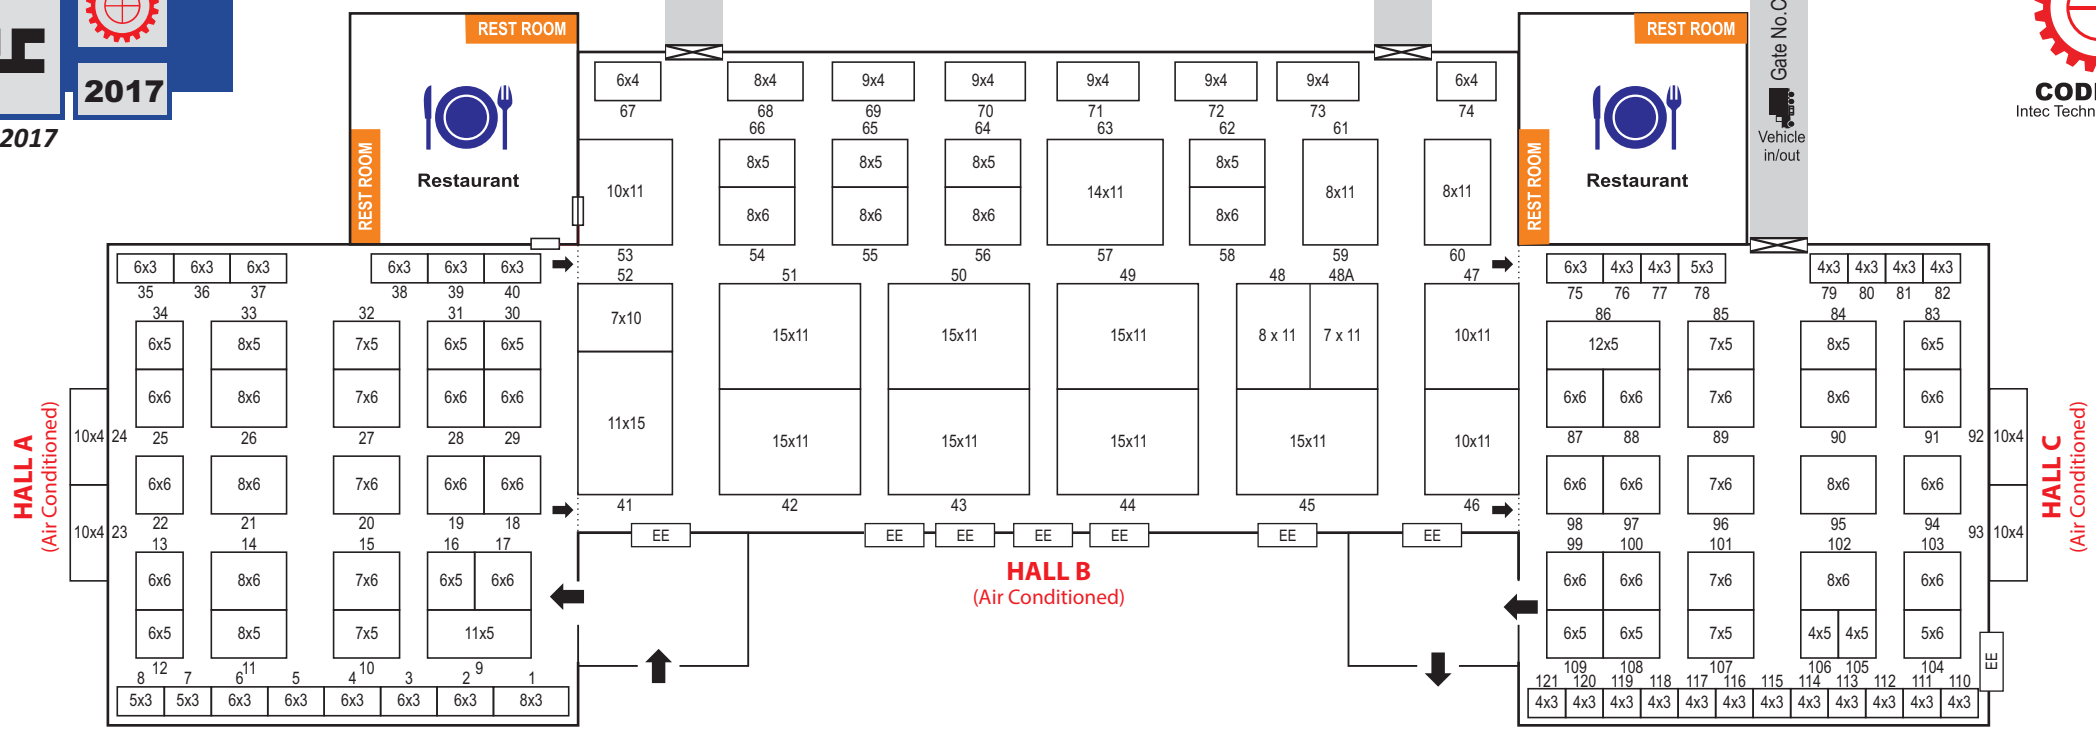 2017
2017
REST ROOM
REST ROOM
Restaurant
REST ROOM
REST ROOM
Restaurant
Gate No.
Vehicle
in/out
Intec
6x4 8x4 9x4 9x4 9x4 9x4 9x4 6x4
67 68 69 70 71 72 73 74
66 65 64 63 62 61
8x5 8x5 8x5 8x5
10x11 14x11 8x11 8x11
8x6 8x6 8x6 8x6
53 54 55 56 57 58 59 60
52 51 50 49 48 48A 47
7x10 15x11 15x11 15x11 8 x 11 7 x 11 10x11
11x15 15x11 15x11 15x11 15x11 10x11
41 42 43 44 45 46
EE EE EE EE EE EE EE
HALL B
(Air Conditioned)
HALL A
(Air Conditioned)
6x3 6x3 6x3 6x3 6x3 6x3
35 36 37 38 39 40
34 33 32 31 30
6x5 8x5 7x5 6x5 6x5
6x6 8x6 7x6 6x6 6x6
10x4 24 25 26 27 28 29
6x6 8x6 7x6 6x6 6x6
10x4 23 22 21 20 19 18
13 14 15 16 17
6x6 8x6 7x6 6x5 6x6
6x5 8x5 7x5 11x5
12 11 10 9
8 7 6 5 4 3 2 1
5x3 5x3 6x3 6x3 6x3 6x3 6x3 8x3
6x3 4x3 4x3 5x3 4x3 4x3 4x3 4x3
75 76 77 78 79 80 81 82
86 85 84 83
12x5 7x5 8x5 6x5
6x6 6x6 7x6 8x6 6x6
87 88 89 90 91 92 10x4
6x6 6x6 7x6 8x6 6x6
98 97 96 95 94 93 10x4
99 100 101 102 103
6x6 6x6 7x6 8x6 6x6
6x5 6x5 7x5 4x5 4x5 5x6
109 108 107 106 105 104
EE
121 120 119 118 117 116 115 114 113 112 111 110
4x3 4x3 4x3 4x3 4x3 4x3 4x3 4x3 4x3 4x3 4x3 4x3
HALL C
(Air Conditioned)